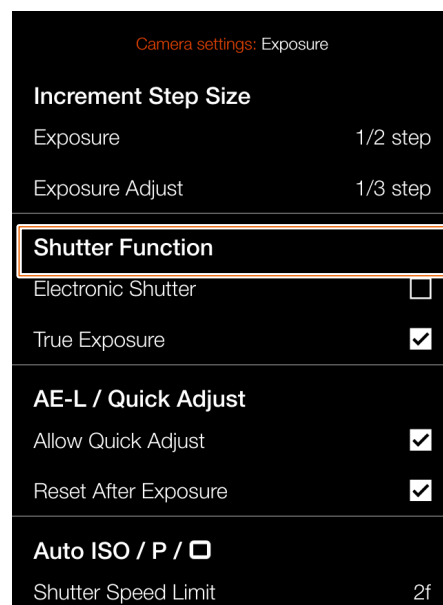 Camera settings: Exposure
Increment Step Size
Exposure 1/2 step
Exposure Adjust 1/3 step
Shutter Function
Electronic Shutter
True Exposure
AE-L / Quick Adjust
Allow Quick Adjust
Reset After Exposure
Auto ISO / P /
Shutter Speed Limit 2f